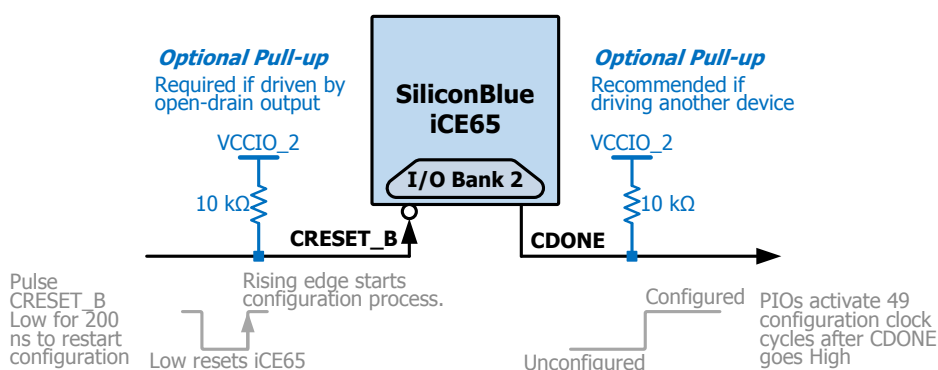 Optional Pull-up
Required if driven by
open-drain output
VCCIO_2
10 kΩ
SiliconBlue
iCE65
I/O Bank 2
Optional Pull-up
Recommended if
driving another device
VCCIO_2
10 kΩ
CRESET_B
CDONE
Pulse
CRESET_B
Low for 200
ns to restart
configuration
Rising edge starts
configuration process.
Low resets iCE65
Configured
Unconfigured
PIOs activate 49
configuration clock
cycles after CDONE
goes High